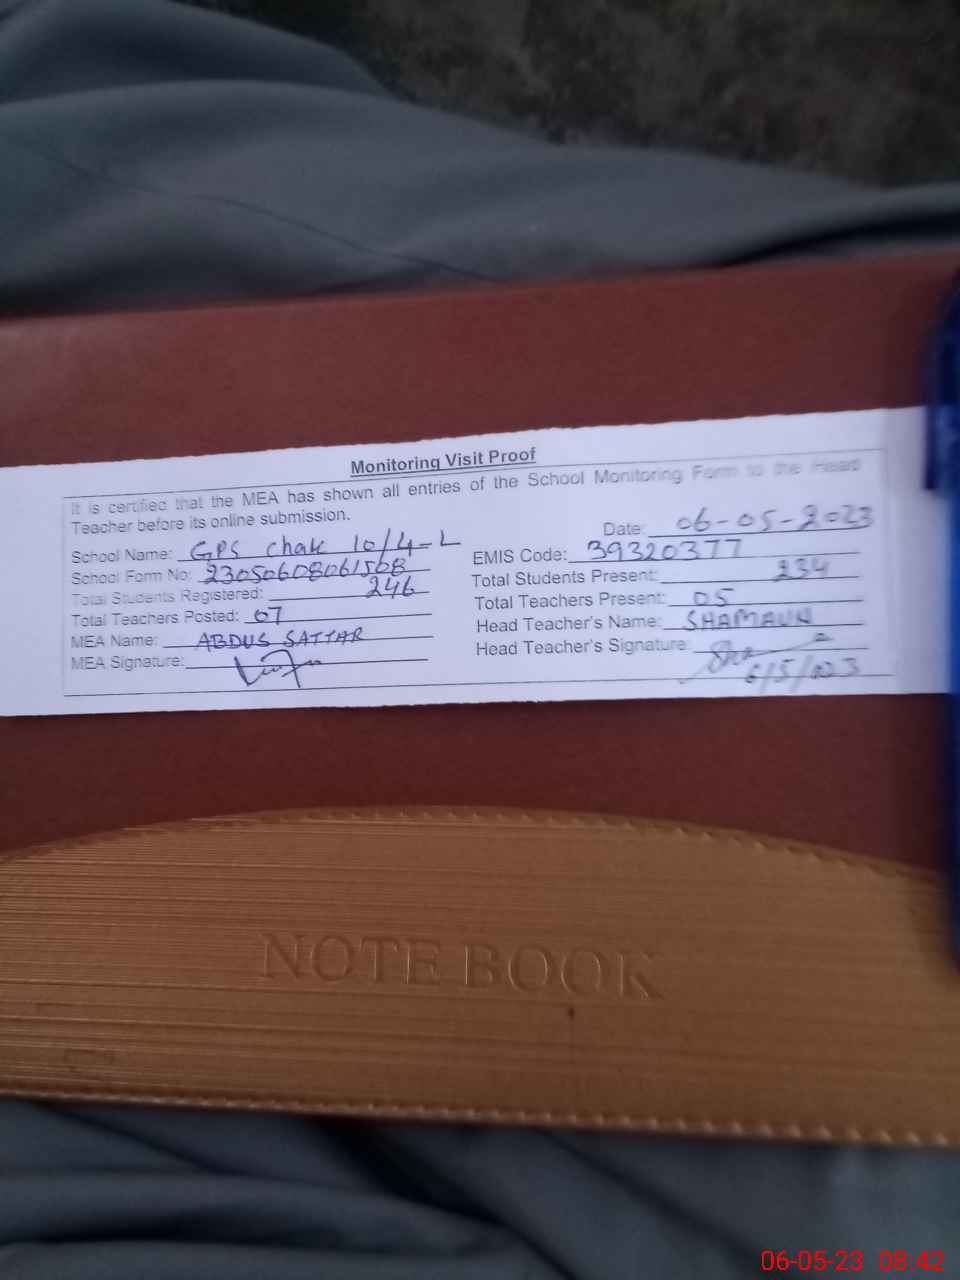 Monitoring Visit Proof
It is certified that the MEA has shown all entries of the School Monitoring Form to the Head
Teacher before its online submission.
Date: 06-05-2023
School Name: GPS Chak 10/4-L
EMIS Code: 39320377
School Form No: 23050608061508
Total Students Present: 234
Total Students Registered: 246
Total Teachers Present: 05
Total Teachers Posted: 07
Head Teacher's Name: SHAMAUN
MEA Name: ABDUS SATTAR
Head Teacher's Signature:
MEA Signature:
6/5/023
NOTE BOOK
06-05-23 08:42